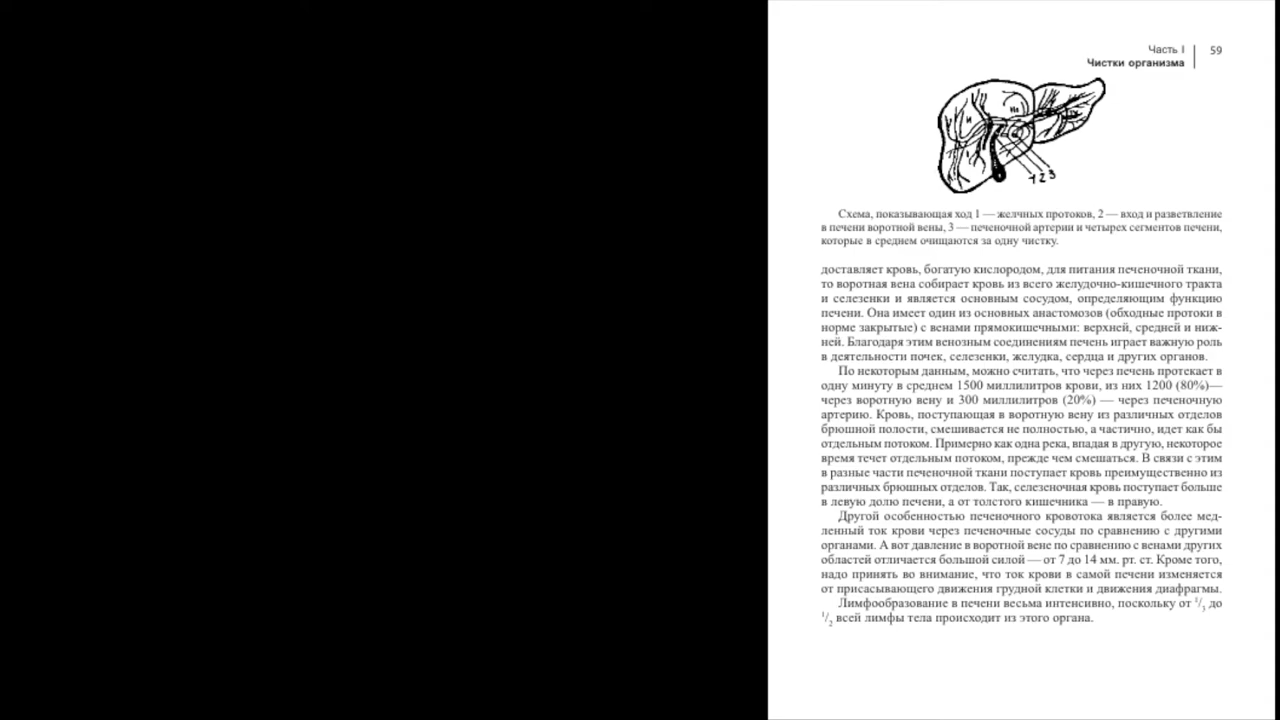 Часть I
59
Чистки организма
И
Но
1 2 3
Схема, показывающая ход 1 — желчных протоков, 2 — вход и разветвление
в печени воротной вены, 3 — печеночной артерии и четырех сегментов печени,
которые в среднем очищаются за одну чистку.
доставляет кровь, богатую кислородом, для питания печеночной ткани,
то воротная вена собирает кровь из всего желудочно-кишечного тракта
и селезенки и является основным сосудом, определяющим функцию
печени. Она имеет один из основных анастомозов (обходные протоки в
норме закрытые) с венами прямокишечными: верхней, средней и ниж-
ней. Благодаря этим венозным соединениям печень играет важную роль
в деятельности почек, селезенки, желудка, сердца и других органов.
По некоторым данным, можно считать, что через печень протекает в
одну минуту в среднем 1500 миллилитров крови, из них 1200 (80%)—
через воротную вену и 300 миллилитров (20%) — через печеночную
артерию. Кровь, поступающая в воротную вену из различных отделов
брюшной полости, смешивается не полностью, а частично, идет как бы
отдельным потоком. Примерно как одна река, впадая в другую, некоторое
время течет отдельным потоком, прежде чем смешаться. В связи с этим
в разные части печеночной ткани поступает кровь преимущественно из
различных брюшных отделов. Так, селезеночная кровь поступает больше
в левую долю печени, а от толстого кишечника — в правую.
Другой особенностью печеночного кровотока является более мед-
ленный ток крови через печеночные сосуды по сравнению с другими
органами. А вот давление в воротной вене по сравнению с венами других
областей отличается большой силой — от 7 до 14 мм. рт. ст. Кроме того,
надо принять во внимание, что ток крови в самой печени изменяется
от присасывающего движения грудной клетки и движения диафрагмы.
Лимфообразование в печени весьма интенсивно, поскольку от 1/3 до
1/2 всей лимфы тела происходит из этого органа.